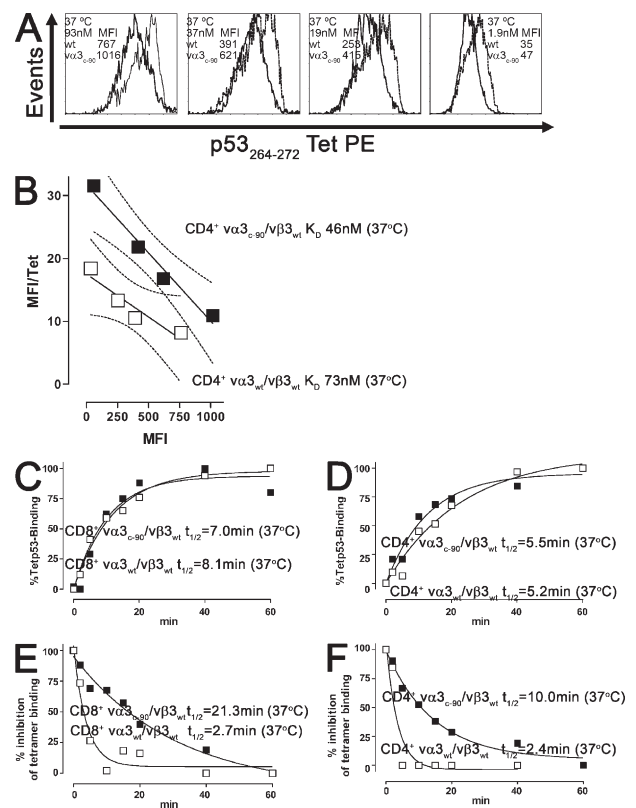 A
Events
37 ºC
93nM MFI
wt 767
vα3c-90 1016
37 ºC
37nM MFI
wt 391
vα3c-90 621
37 ºC
19nM MFI
wt 253
vα3c-90 415
37 ºC
1.9nM MFI
wt 35
vα3c-90 47
p53264-272 Tet PE
B
MFI/Tet
30
20
10
0
0 250 500 750 1000
MFI
CD4+ vα3c-90/vβ3wt KD 46nM (37ºC)
CD4+ vα3wt/vβ3wt KD 73nM (37ºC)
C
%Tetp53-Binding
100
75
50
25
0
0 20 40 60
min
CD8+ vα3c-90/vβ3wt t1/2=7.0min (37ºC)
CD8+ vα3wt/vβ3wt t1/2=8.1min (37ºC)
D
%Tetp53-Binding
100
75
50
25
0
0 20 40 60
min
CD4+ vα3c-90/vβ3wt t1/2=5.5min (37ºC)
CD4+ vα3wt/vβ3wt t1/2=5.2min (37ºC)
E
% inhibition
of tetramer binding
100
75
50
25
0
0 20 40 60
min
CD8+ vα3c-90/vβ3wt t1/2=21.3min (37ºC)
CD8+ vα3wt/vβ3wt t1/2=2.7min (37ºC)
F
% inhibition
of tetramer binding
100
75
50
25
0
0 20 40 60
min
CD4+ vα3c-90/vβ3wt t1/2=10.0min (37ºC)
CD4+ vα3wt/vβ3wt t1/2=2.4min (37ºC)